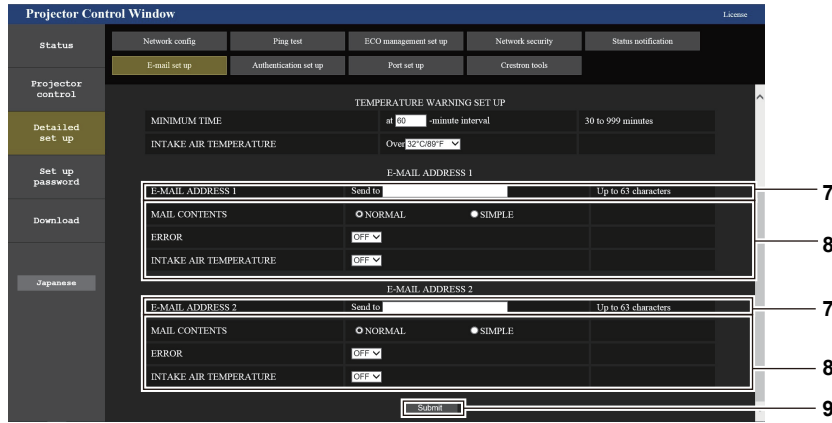 Projector Control Window License
Status Network config Ping test ECO management set up Network security Status notification
E-mail set up Authentication set up Port set up Crestron tools
Projector
control
TEMPERATURE WARNING SET UP
MINIMUM TIME at 60 -minute interval 30 to 999 minutes
Detailed
set up
INTAKE AIR TEMPERATURE Over 32°C/89°F
Set up
password
E-MAIL ADDRESS 1
E-MAIL ADDRESS 1 Send to Up to 63 characters 7
MAIL CONTENTS NORMAL SIMPLE
Download
ERROR OFF 8
INTAKE AIR TEMPERATURE OFF
Japanese
E-MAIL ADDRESS 2
E-MAIL ADDRESS 2 Send to Up to 63 characters 7
MAIL CONTENTS NORMAL SIMPLE
ERROR OFF 8
INTAKE AIR TEMPERATURE OFF
Submit 9